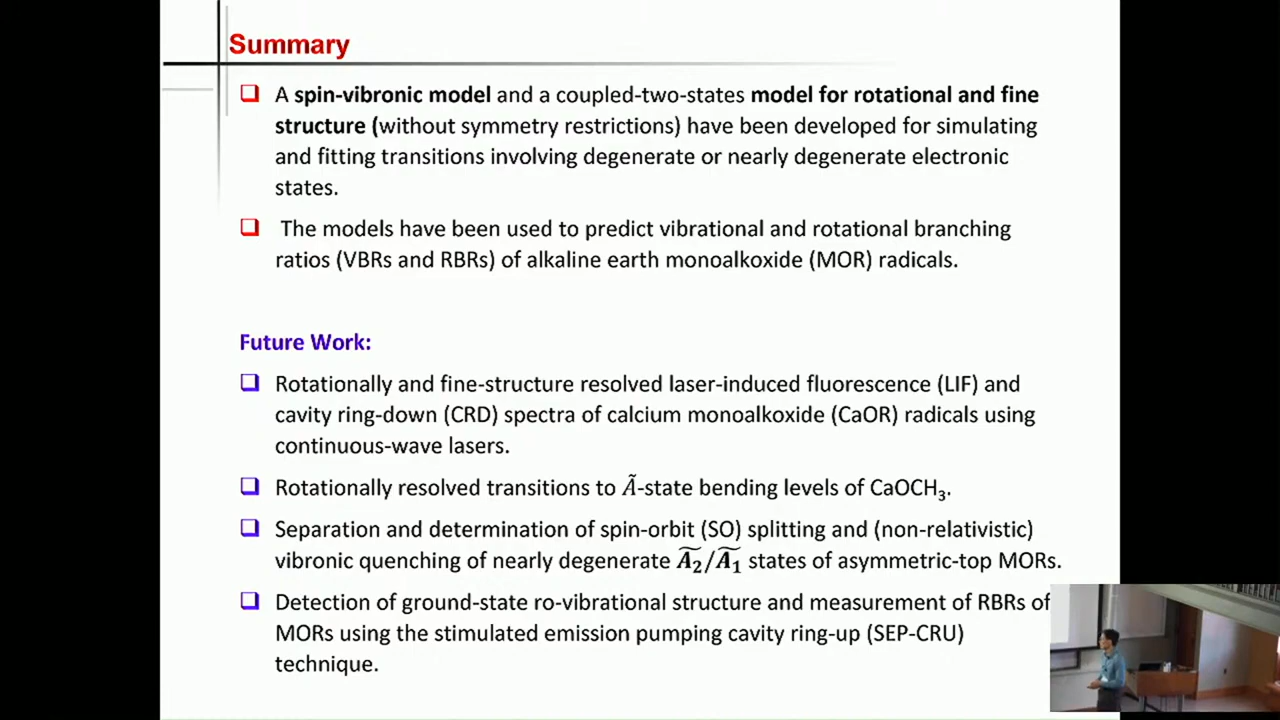 Summary
A spin-vibronic model and a coupled-two-states model for rotational and fine
structure (without symmetry restrictions) have been developed for simulating
and fitting transitions involving degenerate or nearly degenerate electronic
states.
The models have been used to predict vibrational and rotational branching
ratios (VBRs and RBRs) of alkaline earth monoalkoxide (MOR) radicals.
Future Work:
Rotationally and fine-structure resolved laser-induced fluorescence (LIF) and
cavity ring-down (CRD) spectra of calcium monoalkoxide (CaOR) radicals using
continuous-wave lasers.
Rotationally resolved transitions to Ã-state bending levels of CaOCH₃.
Separation and determination of spin-orbit (SO) splitting and (non-relativistic)
vibronic quenching of nearly degenerate Ã₂/Ã₁ states of asymmetric-top MORs.
Detection of ground-state ro-vibrational structure and measurement of RBRs of
MORs using the stimulated emission pumping cavity ring-up (SEP-CRU)
technique.